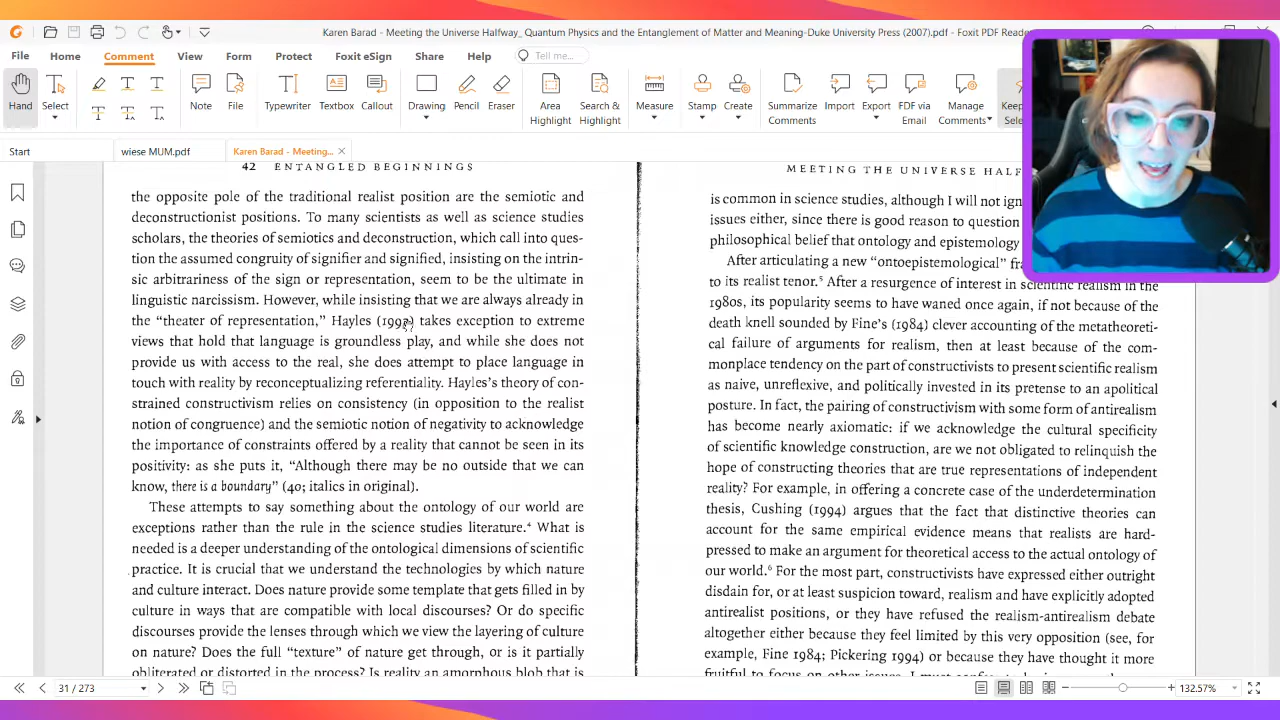 Karen Barad - Meeting the Universe Halfway_ Quantum Physics and the Entanglement of Matter and Meaning-Duke University Press (2007).pdf - Foxit PDF Reader
File Home Comment View Form Protect Foxit eSign Share Help Tell me...
Hand Select Note File Typewriter Textbox Callout Drawing Pencil Eraser Area Highlight Search & Highlight Measure Stamp Create Summarize Comments Import Export FDF via Email Manage Comments Keep
Start wiese MUM.pdf Karen Barad - Meeting...
42 ENTANGLED BEGINNINGS
the opposite pole of the traditional realist position are the semiotic and
deconstructionist positions. To many scientists as well as science studies
scholars, the theories of semiotics and deconstruction, which call into ques-
tion the assumed congruity of signifier and signified, insisting on the intrin-
sic arbitrariness of the sign or representation, seem to be the ultimate in
linguistic narcissism. However, while insisting that we are always already in
the "theater of representation," Hayles takes exception to extreme
views that hold that language is groundless play, and while she does not
provide us with access to the real, she does attempt to place language in
touch with reality by reconceptualizing referentiality. Hayles's theory of con-
strained constructivism relies on consistency (in opposition to the realist
notion of congruence) and the semiotic notion of negativity to acknowledge
the importance of constraints offered by a reality that cannot be seen in its
positivity: as she puts it, "Although there may be no outside that we can
know, there is a boundary" (40; italics in original).
These attempts to say something about the ontology of our world are
exceptions rather than the rule in the science studies literature.⁴ What is
needed is a deeper understanding of the ontological dimensions of scientific
practice. It is crucial that we understand the technologies by which nature
and culture interact. Does nature provide some template that gets filled in by
culture in ways that are compatible with local discourses? Or do specific
discourses provide the lenses through which we view the layering of culture
on nature? Does the full "texture" of nature get through, or is it partially
obliterated or distorted in the process? Is reality an amorphous blob that is
MEETING THE UNIVERSE HALF
is common in science studies, although I will not ign
issues either, since there is good reason to question
philosophical belief that ontology and epistemology
After articulating a new "ontoepistemological" fra
to its realist tenor.⁵ After a resurgence of interest in scientific realism in the
1980s, its popularity seems to have waned once again, if not because of the
death knell sounded by Fine's (1984) clever accounting of the metatheoreti-
cal failure of arguments for realism, then at least because of the com-
monplace tendency on the part of constructivists to present scientific realism
as naive, unreflexive, and politically invested in its pretense to an apolitical
posture. In fact, the pairing of constructivism with some form of antirealism
has become nearly axiomatic: if we acknowledge the cultural specificity
of scientific knowledge construction, are we not obligated to relinquish the
hope of constructing theories that are true representations of independent
reality? For example, in offering a concrete case of the underdetermination
thesis, Cushing (1994) argues that the fact that distinctive theories can
account for the same empirical evidence means that realists are hard-
pressed to make an argument for theoretical access to the actual ontology of
our world.⁶ For the most part, constructivists have expressed either outright
disdain for, or at least suspicion toward, realism and have explicitly adopted
antirealist positions, or they have refused the realism-antirealism debate
altogether either because they feel limited by this very opposition (see, for
example, Fine 1984; Pickering 1994) or because they have thought it more
fruitful to focus on other issues. I must confess
31 / 273
132.57%